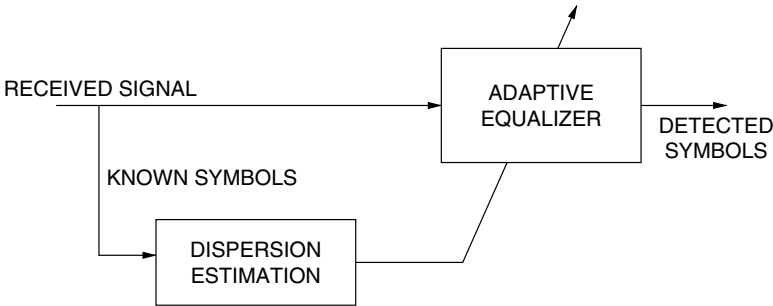 RECEIVED SIGNAL
ADAPTIVE
EQUALIZER
DETECTED
SYMBOLS
KNOWN SYMBOLS
DISPERSION
ESTIMATION